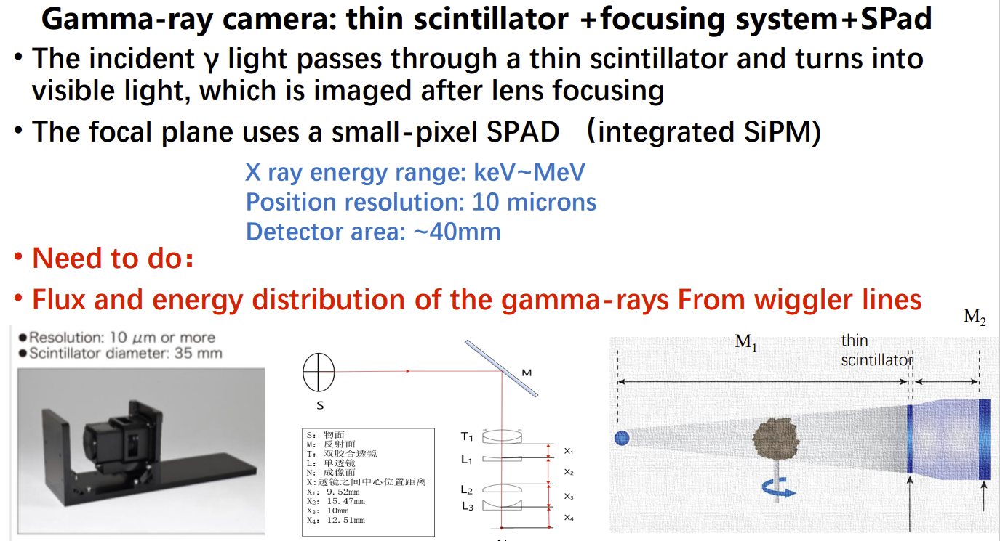 Gamma-ray camera: thin scintillator +focusing system+SPad
• The incident γ light passes through a thin scintillator and turns into
visible light, which is imaged after lens focusing
• The focal plane uses a small-pixel SPAD （integrated SiPM)
X ray energy range: keV~MeV
Position resolution: 10 microns
Detector area: ~40mm
• Need to do：
• Flux and energy distribution of the gamma-rays From wiggler lines
●Resolution: 10 μm or more
●Scintillator diameter: 35 mm
S
M
T₁
L₁
L₂
L₃
X₁
X₂
X₃
X₄
S: 物面
M: 反射面
T: 双胶合透镜
L: 单透镜
N: 成像面
X:透镜之间中心位置距离
X₁: 9.52mm
X₂: 15.47mm
X₃: 10mm
X₄: 12.51mm
M₁
thin
scintillator
M₂